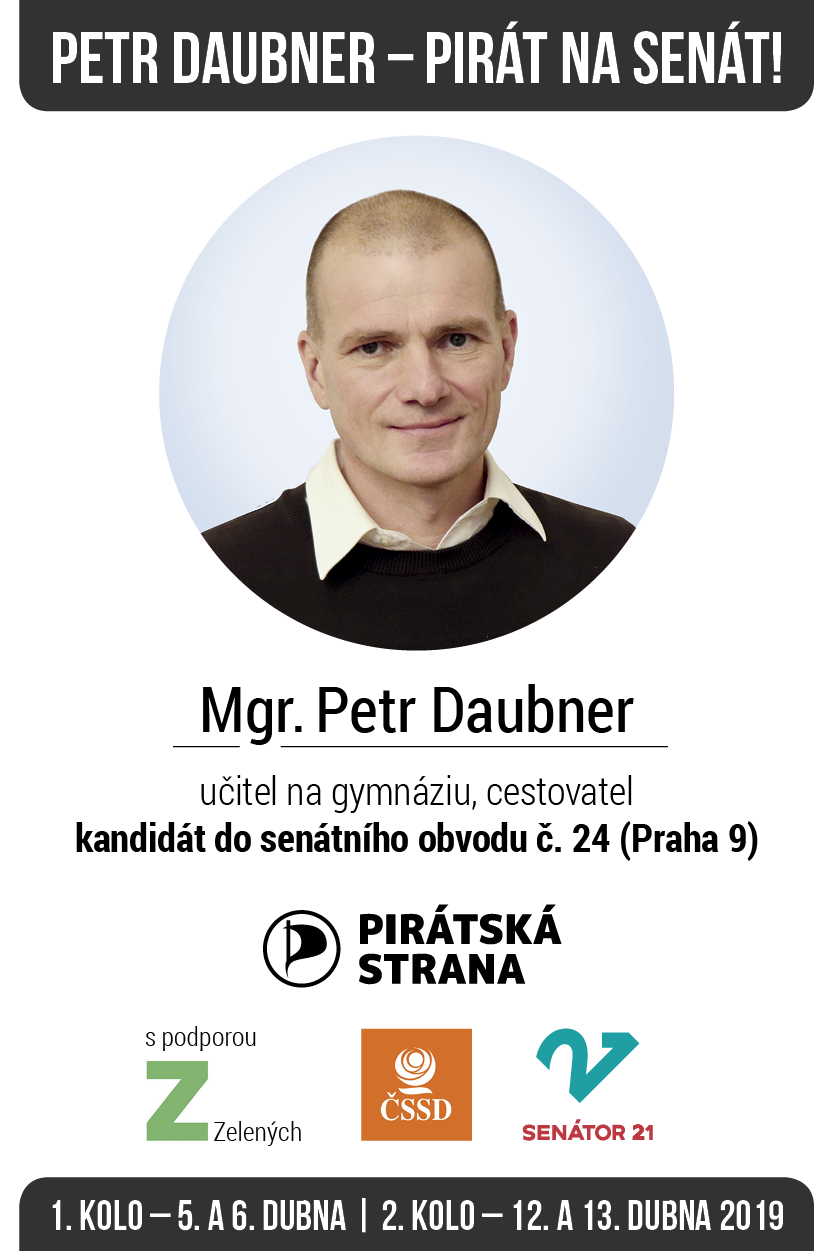 PETR DAUBNER – PIRÁT NA SENÁT!
Mgr. Petr Daubner
učitel na gymnáziu, cestovatel
kandidát do senátního obvodu č. 24 (Praha 9)
PIRÁTSKÁ
STRANA
s podporou
Z Zelených
ČSSD
21
SENÁTOR 21
1. KOLO – 5. A 6. DUBNA | 2. KOLO – 12. A 13. DUBNA 2019